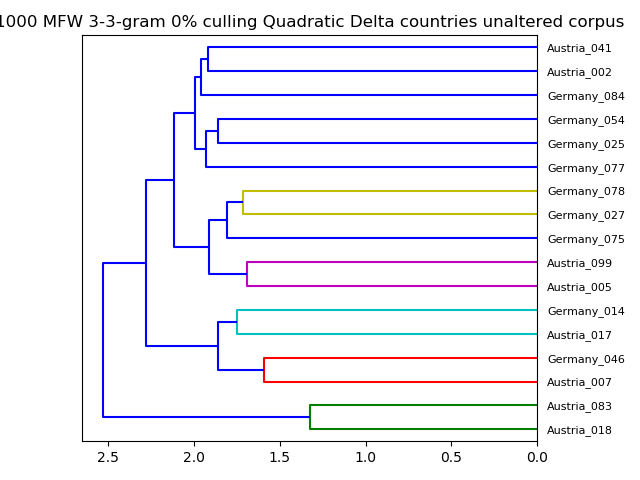 1000 MFW 3-3-gram 0% culling Quadratic Delta countries unaltered corpus
Austria_041
Austria_002
Germany_084
Germany_054
Germany_025
Germany_077
Germany_078
Germany_027
Germany_075
Austria_099
Austria_005
Germany_014
Austria_017
Germany_046
Austria_007
Austria_083
Austria_018
2.5 2.0 1.5 1.0 0.5 0.0